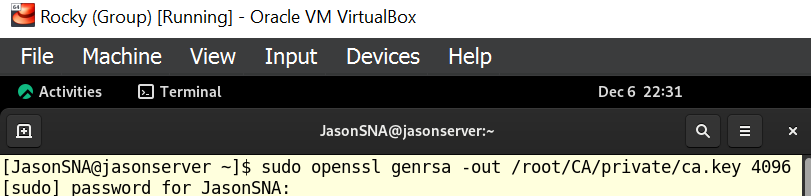 Rocky (Group) [Running] - Oracle VM VirtualBox
File Machine View Input Devices Help
Activities Terminal Dec 6 22:31
JasonSNA@jasonserver:~
[JasonSNA@jasonserver ~]$ sudo openssl genrsa -out /root/CA/private/ca.key 4096
[sudo] password for JasonSNA: